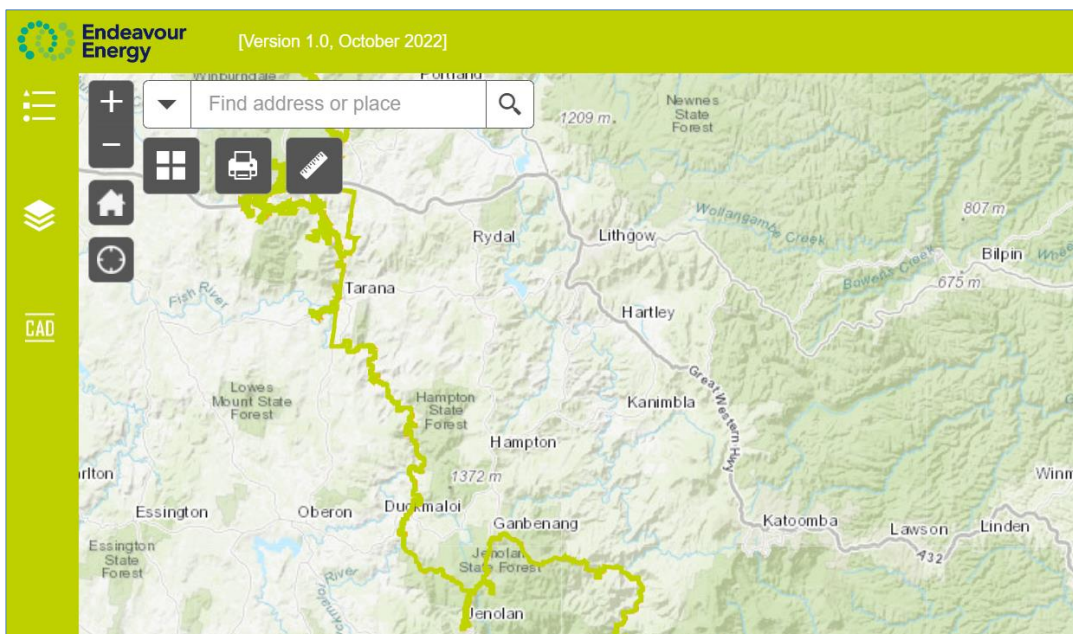 Endeavour
Energy
[Version 1.0, October 2022]
Winburndale
Portland
Find address or place
Newnes
State
Forest
1209 m
Wollangambe Creek
807 m
Rydal
Lithgow
Bilpin
Bowens Creek
675 m
Tarana
Fish River
Hartley
CAD
Great Western Hwy
Lowes
Mount State
Forest
Hampton
State
Forest
Kanimbla
Hampton
1372 m
Essington
Oberon
Duckmaloi
Ganbenang
Katoomba
Lawson
Linden
432
Essington
State
Forest
Jenolan
State Forest
River
Jenolan